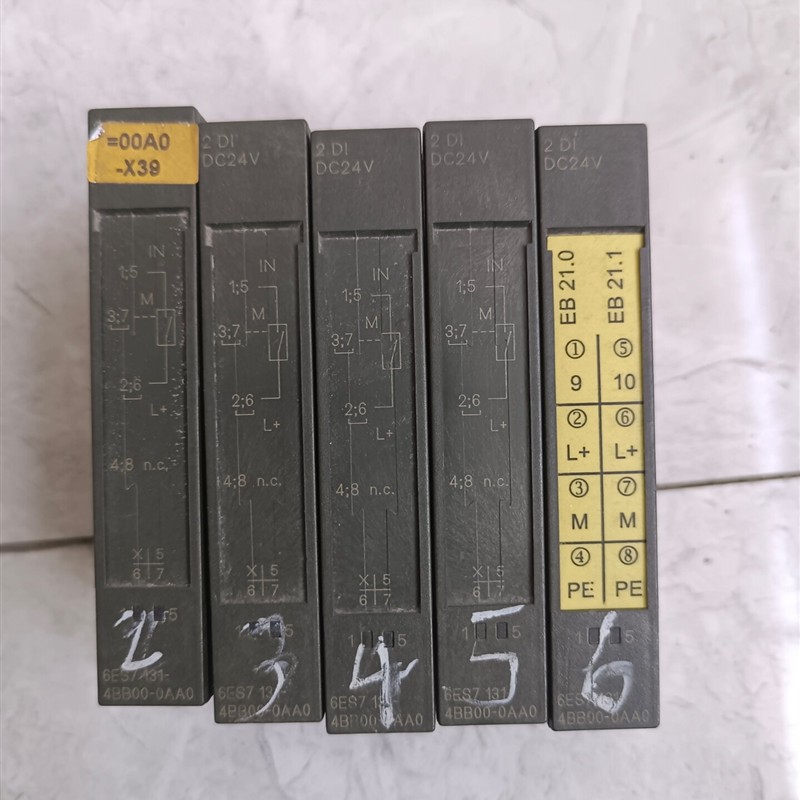 =00A0
-X39
IN
1;5
M
3;7
2;6
L+
4;8 n.c.
X 5
6 7
5
2
6ES7 131-
4BB00-0AA0
2 DI
DC24V
IN
1;5
M
3;7
2;6
L+
4;8 n.c.
X 5
6 7
1 5
3
6ES7 13
4BB00-0AA0
2 DI
DC24V
IN
1;5
M
3;7
2;6
L+
4;8 n.c.
X 5
6 7
1 5
4
6ES7 13
4BB00-0AA0
2 DI
DC24V
IN
1;5
M
3;7
2;6
L+
4;8 n.c.
X 5
6 7
1 5
5
6ES7 131
4BB00-0AA0
2 DI
DC24V
EB 21.0 EB 21.1
① ⑤
9 10
② ⑥
L+ L+
③ ⑦
M M
④ ⑧
PE PE
1 5
6
6ES7 131
4BB00-0AA0